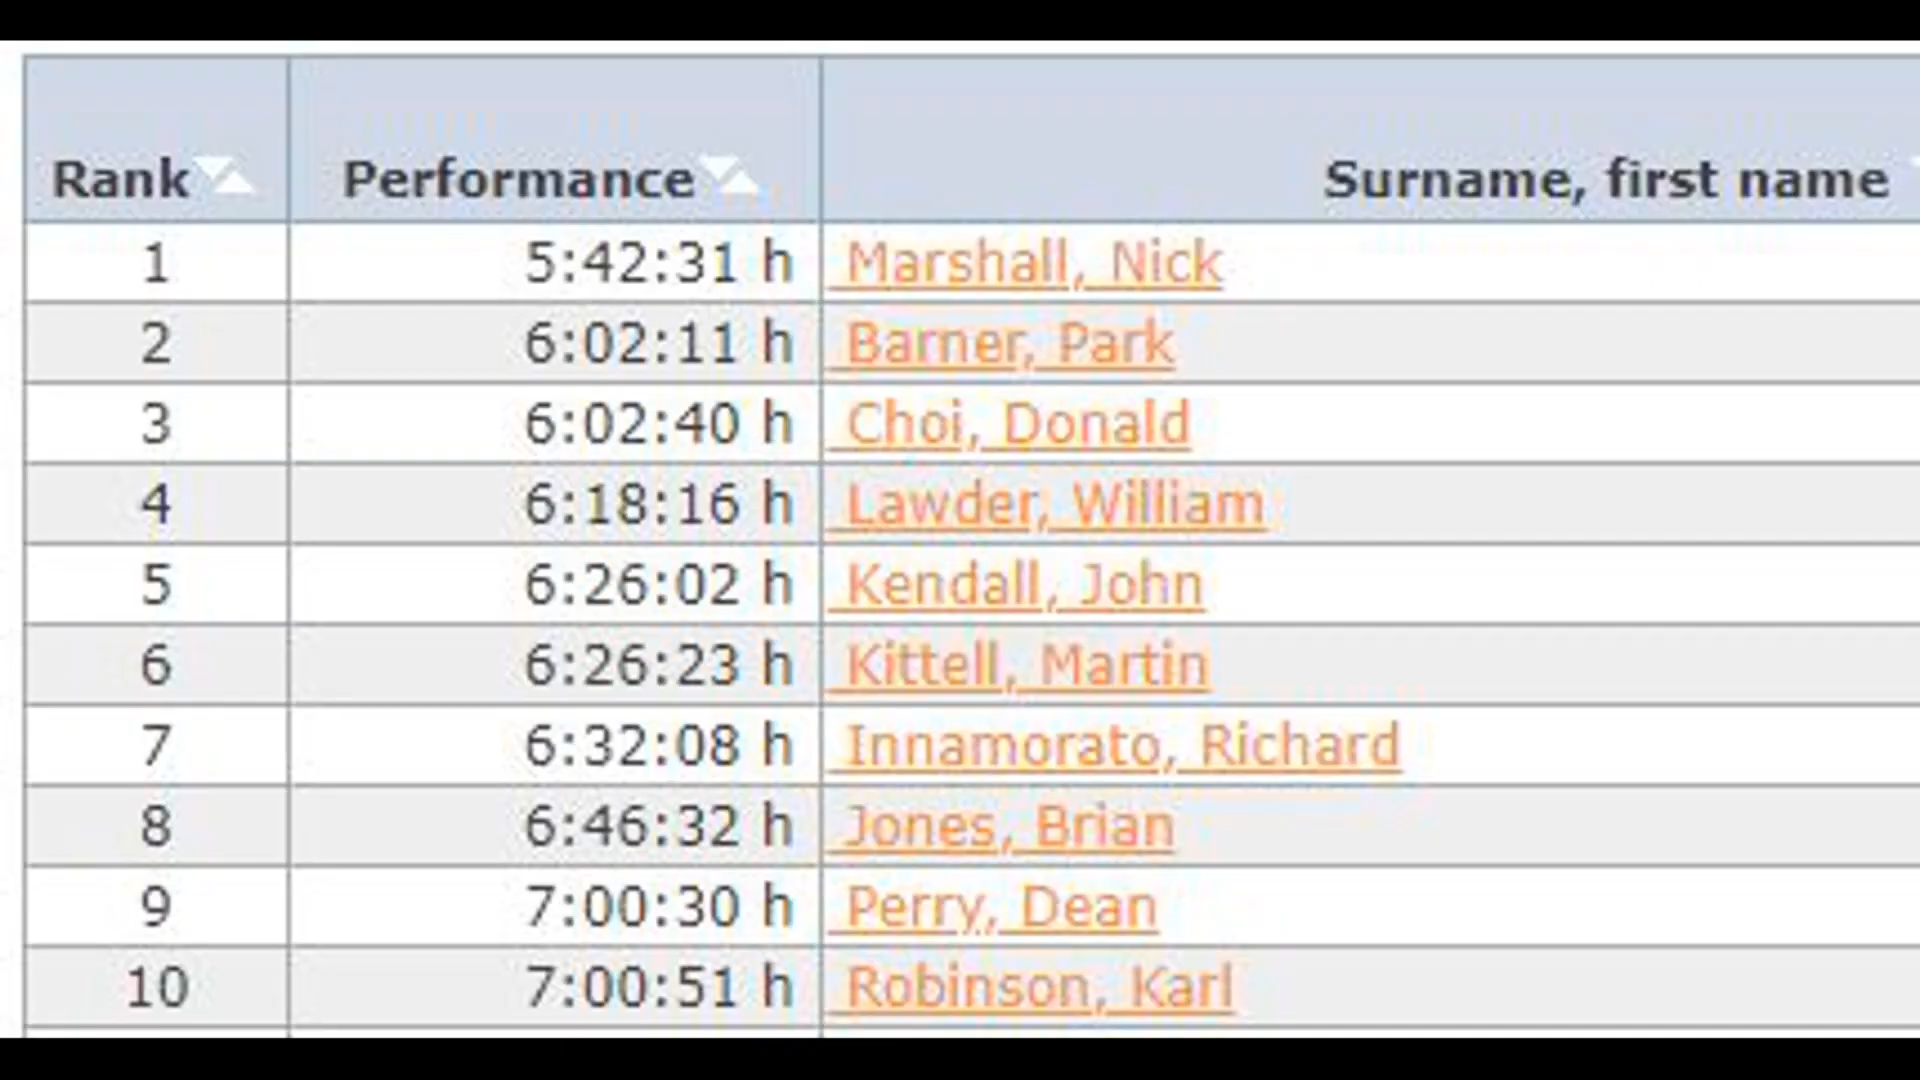 Rank Performance Surname, first name
1 5:42:31 h Marshall, Nick
2 6:02:11 h Barner, Park
3 6:02:40 h Choi, Donald
4 6:18:16 h Lawder, William
5 6:26:02 h Kendall, John
6 6:26:23 h Kittell, Martin
7 6:32:08 h Innamorato, Richard
8 6:46:32 h Jones, Brian
9 7:00:30 h Perry, Dean
10 7:00:51 h Robinson, Karl